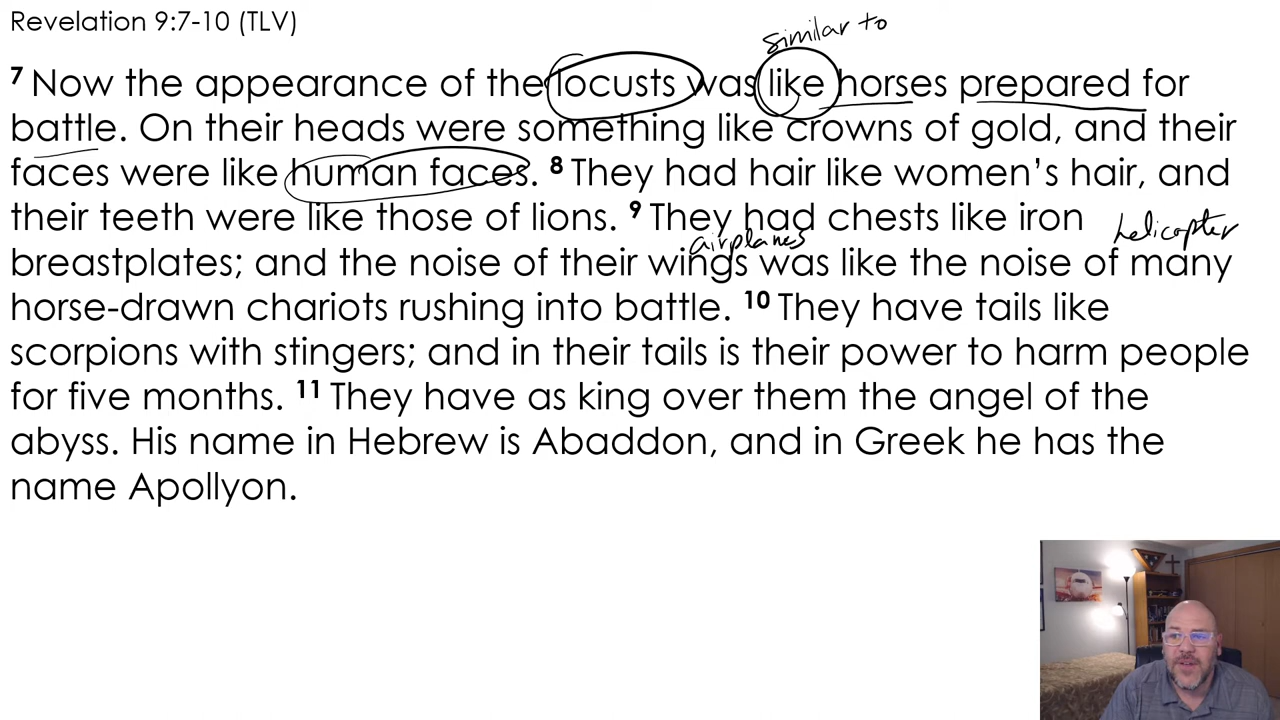 Revelation 9:7-10 (TLV)
similar to
7 Now the appearance of the locusts was like horses prepared for
battle. On their heads were something like crowns of gold, and their
faces were like human faces. 8 They had hair like women’s hair, and
their teeth were like those of lions. 9 They had chests like iron
helicopter
airplanes
breastplates; and the noise of their wings was like the noise of many
horse-drawn chariots rushing into battle. 10 They have tails like
scorpions with stingers; and in their tails is their power to harm people
for five months. 11 They have as king over them the angel of the
abyss. His name in Hebrew is Abaddon, and in Greek he has the
name Apollyon.